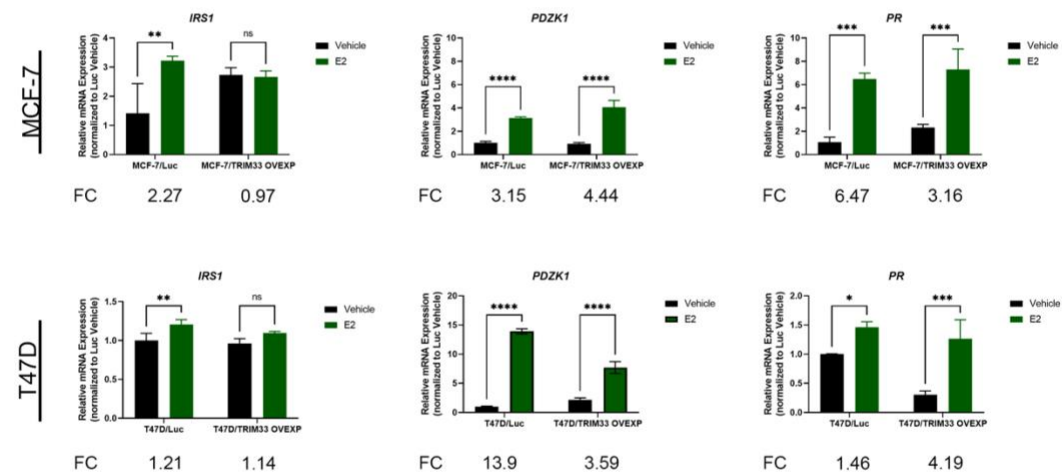 MCF-7
IRS1
Relative mRNA Expression
(normalized to Luc Vehicle)
4
3
2
1
0
**
ns
MCF-7/Luc
MCF-7/TRIM33 OVEXP
Vehicle
E2
FC
2.27
0.97
PDZK1
Relative mRNA Expression
(normalized to Luc Vehicle)
10
8
6
4
2
0
****
****
MCF-7/Luc
MCF-7/TRIM33 OVEXP
Vehicle
E2
FC
3.15
4.44
PR
Relative mRNA Expression
(normalized to Luc Vehicle)
10
8
6
4
2
0
***
***
MCF-7/Luc
MCF-7/TRIM33 OVEXP
Vehicle
E2
FC
6.47
3.16
T47D
IRS1
Relative mRNA Expression
(normalized to Luc Vehicle)
1.5
1.0
0.5
0.0
**
ns
T47D/Luc
T47D/TRIM33 OVEXP
Vehicle
E2
FC
1.21
1.14
PDZK1
Relative mRNA Expression
(normalized to Luc Vehicle)
20
15
10
5
0
****
****
T47D/Luc
T47D/TRIM33 OVEXP
Vehicle
E2
FC
13.9
3.59
PR
Relative mRNA Expression
(normalized to Luc Vehicle)
2.0
1.5
1.0
0.5
0.0
*
***
T47D/Luc
T47D/TRIM33 OVEXP
Vehicle
E2
FC
1.46
4.19